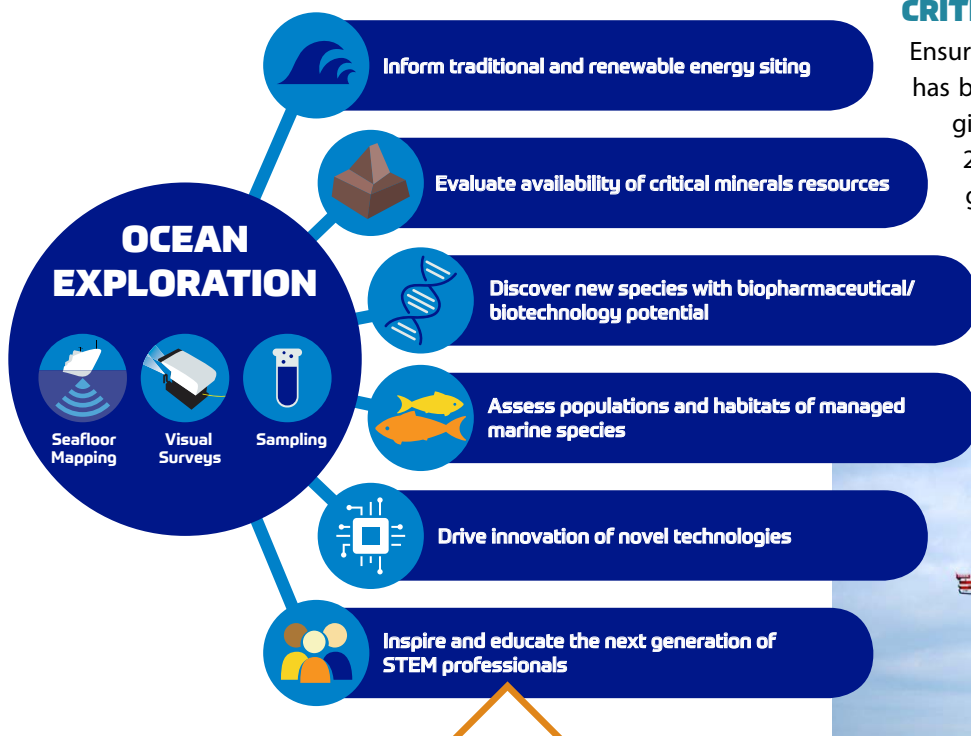 OCEAN
EXPLORATION
Seafloor
Mapping
Visual
Surveys
Sampling
Inform traditional and renewable energy siting
Evaluate availability of critical minerals resources
Discover new species with biopharmaceutical/
biotechnology potential
Assess populations and habitats of managed
marine species
Drive innovation of novel technologies
Inspire and educate the next generation of
STEM professionals
has